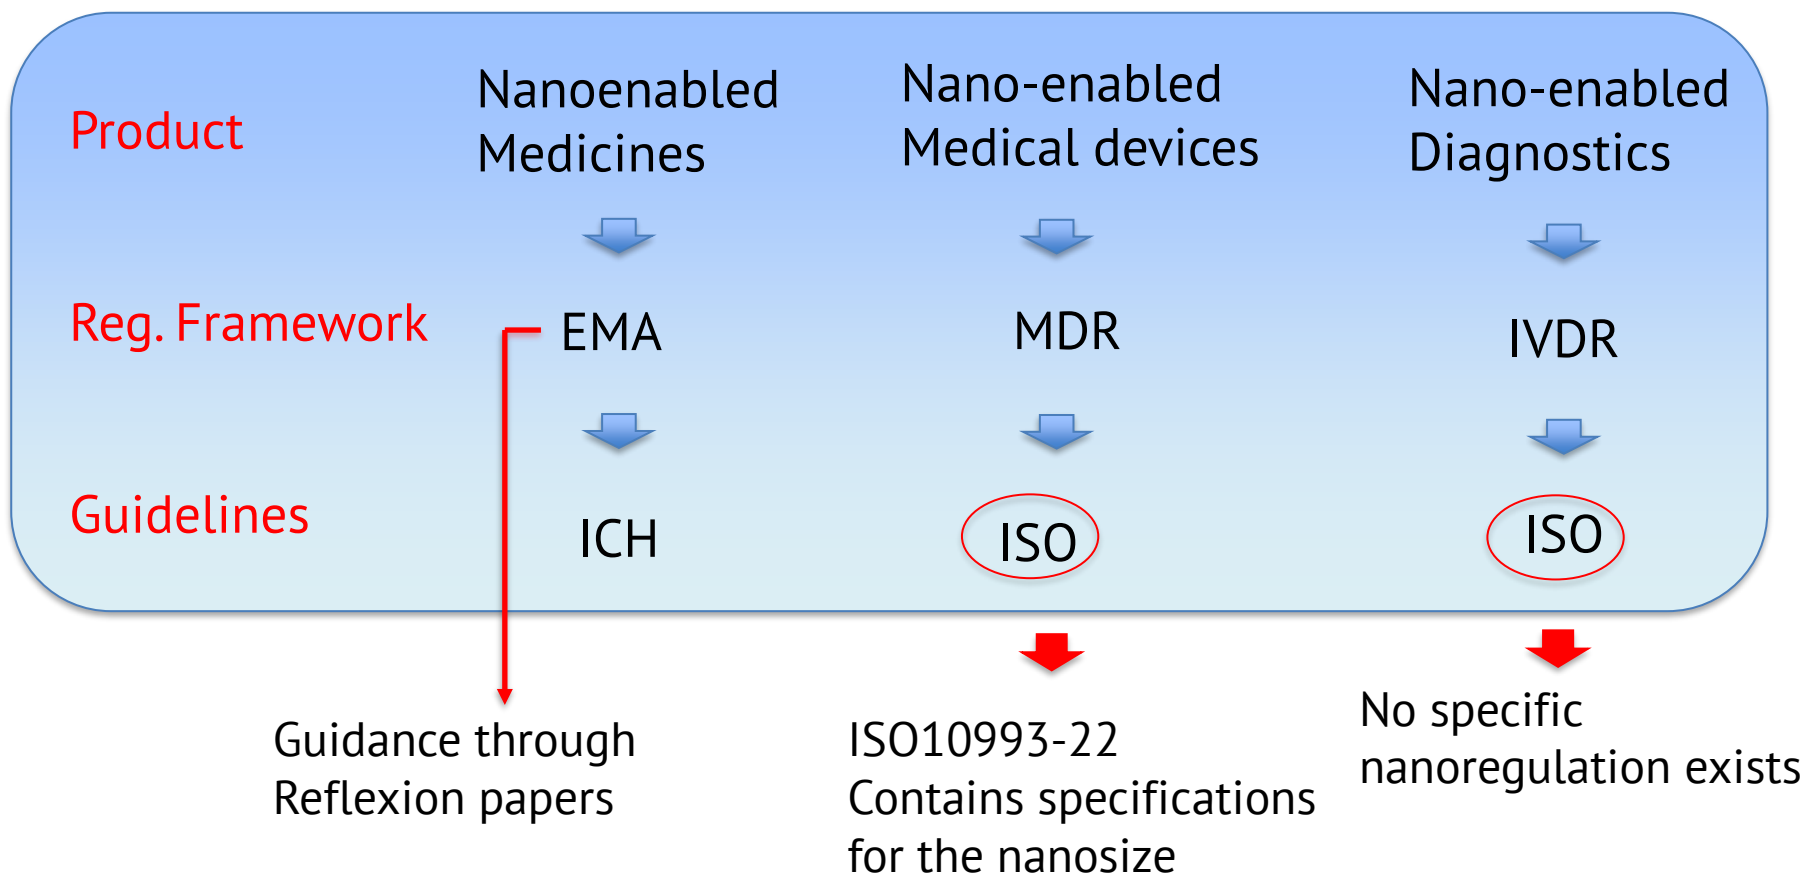 Product
Nanoenabled
Medicines
Nano-enabled
Medical devices
Nano-enabled
Diagnostics
Reg. Framework
EMA
MDR
IVDR
Guidelines
ICH
ISO
ISO
Guidance through
Reflexion papers
ISO10993-22
Contains specifications
for the nanosize
No specific
nanoregulation exists